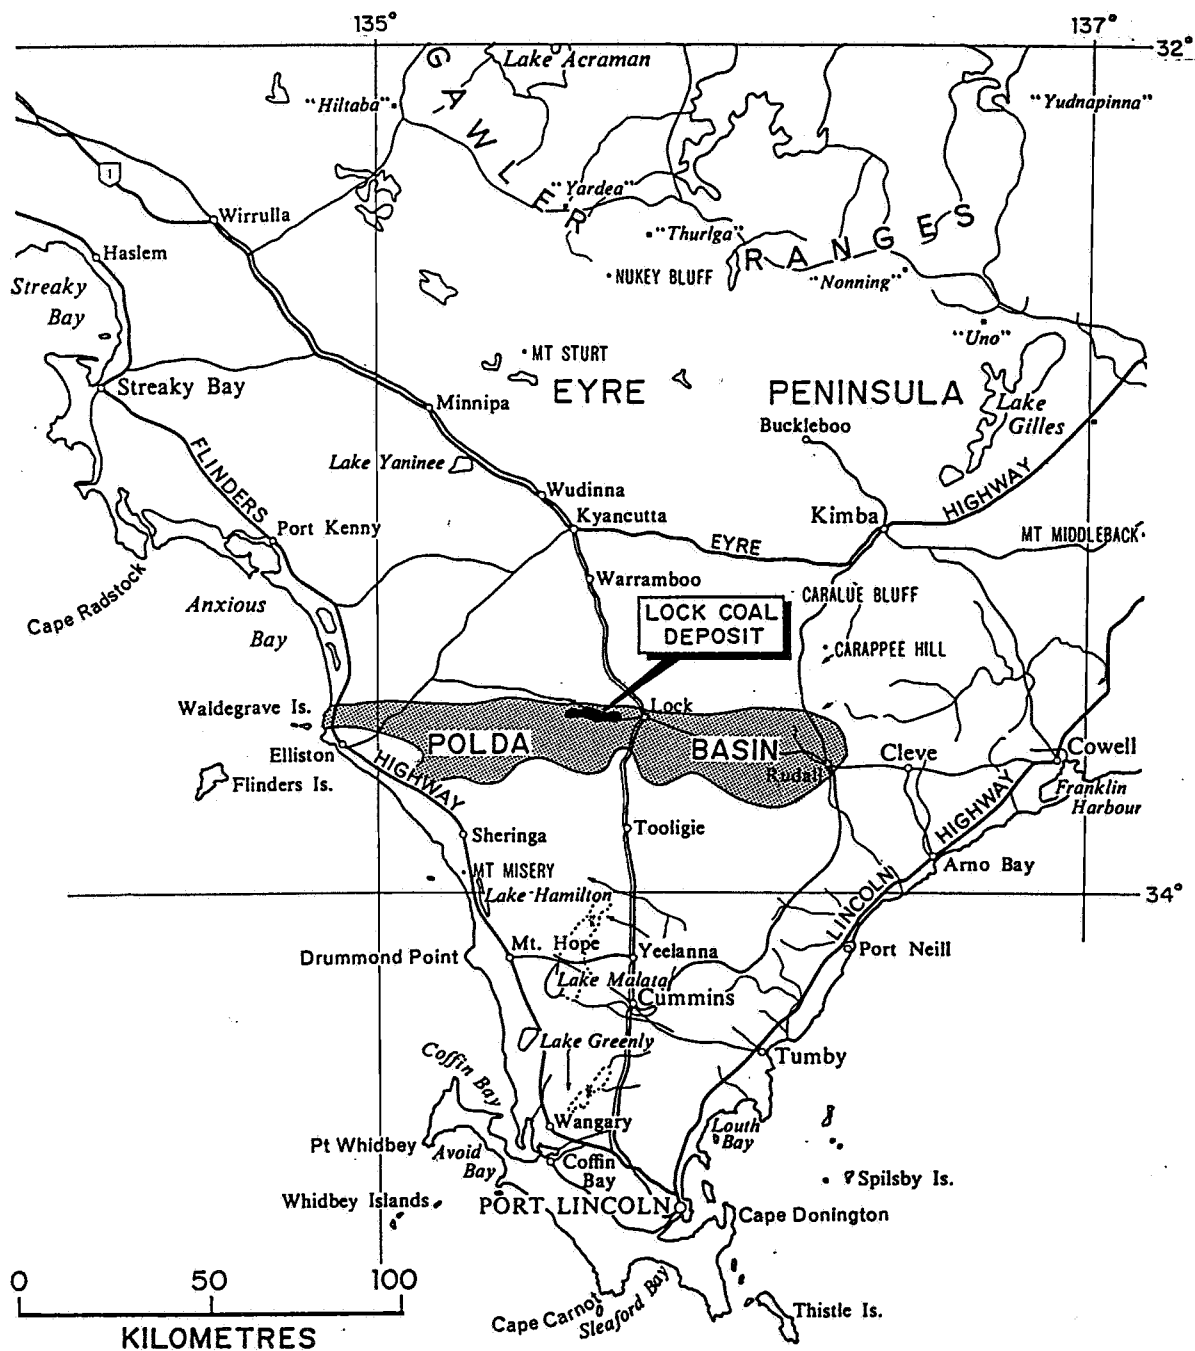 135°
137°
32°
Lake Acraman
GAWLER
"Hiltaba"
"Yudnapinna"
1
"Yardea"
Wirrulla
"Thurlga"
RANGES
Haslem
NUKEY BLUFF
"Nonning"
Streaky
Bay
"Uno"
MT STURT
Streaky Bay
EYRE
PENINSULA
Minnipa
Lake
Gilles
Buckleboo
FLINDERS
Lake Yaninee
Wudinna
HIGHWAY
Kyancutta
Kimba
Port Kenny
EYRE
MT MIDDLEBACK
Warramboo
Cape Radstock
Anxious
Bay
CARALUE BLUFF
LOCK COAL
DEPOSIT
CARAPPEE HILL
Waldegrave Is.
Lock
POLDA
BASIN
Elliston
Rudall
Cleve
Cowell
HIGHWAY
Flinders Is.
Franklin
Harbour
HIGHWAY
Sheringa
Tooligie
Arno Bay
MT MISERY
Lake Hamilton
LINCOLN
34°
Mt. Hope
Yeelanna
Port Neill
Drummond Point
Lake Malata
Cummins
Lake Greenly
Tumby
Coffin Bay
Wangary
Louth
Bay
Pt Whidbey
Avoid
Bay
Coffin
Bay
Spilsby Is.
Whidbey Islands
PORT LINCOLN
Cape Donington
0 50 100
KILOMETRES
Cape Carnot
Sleaford Bay
Thistle Is.